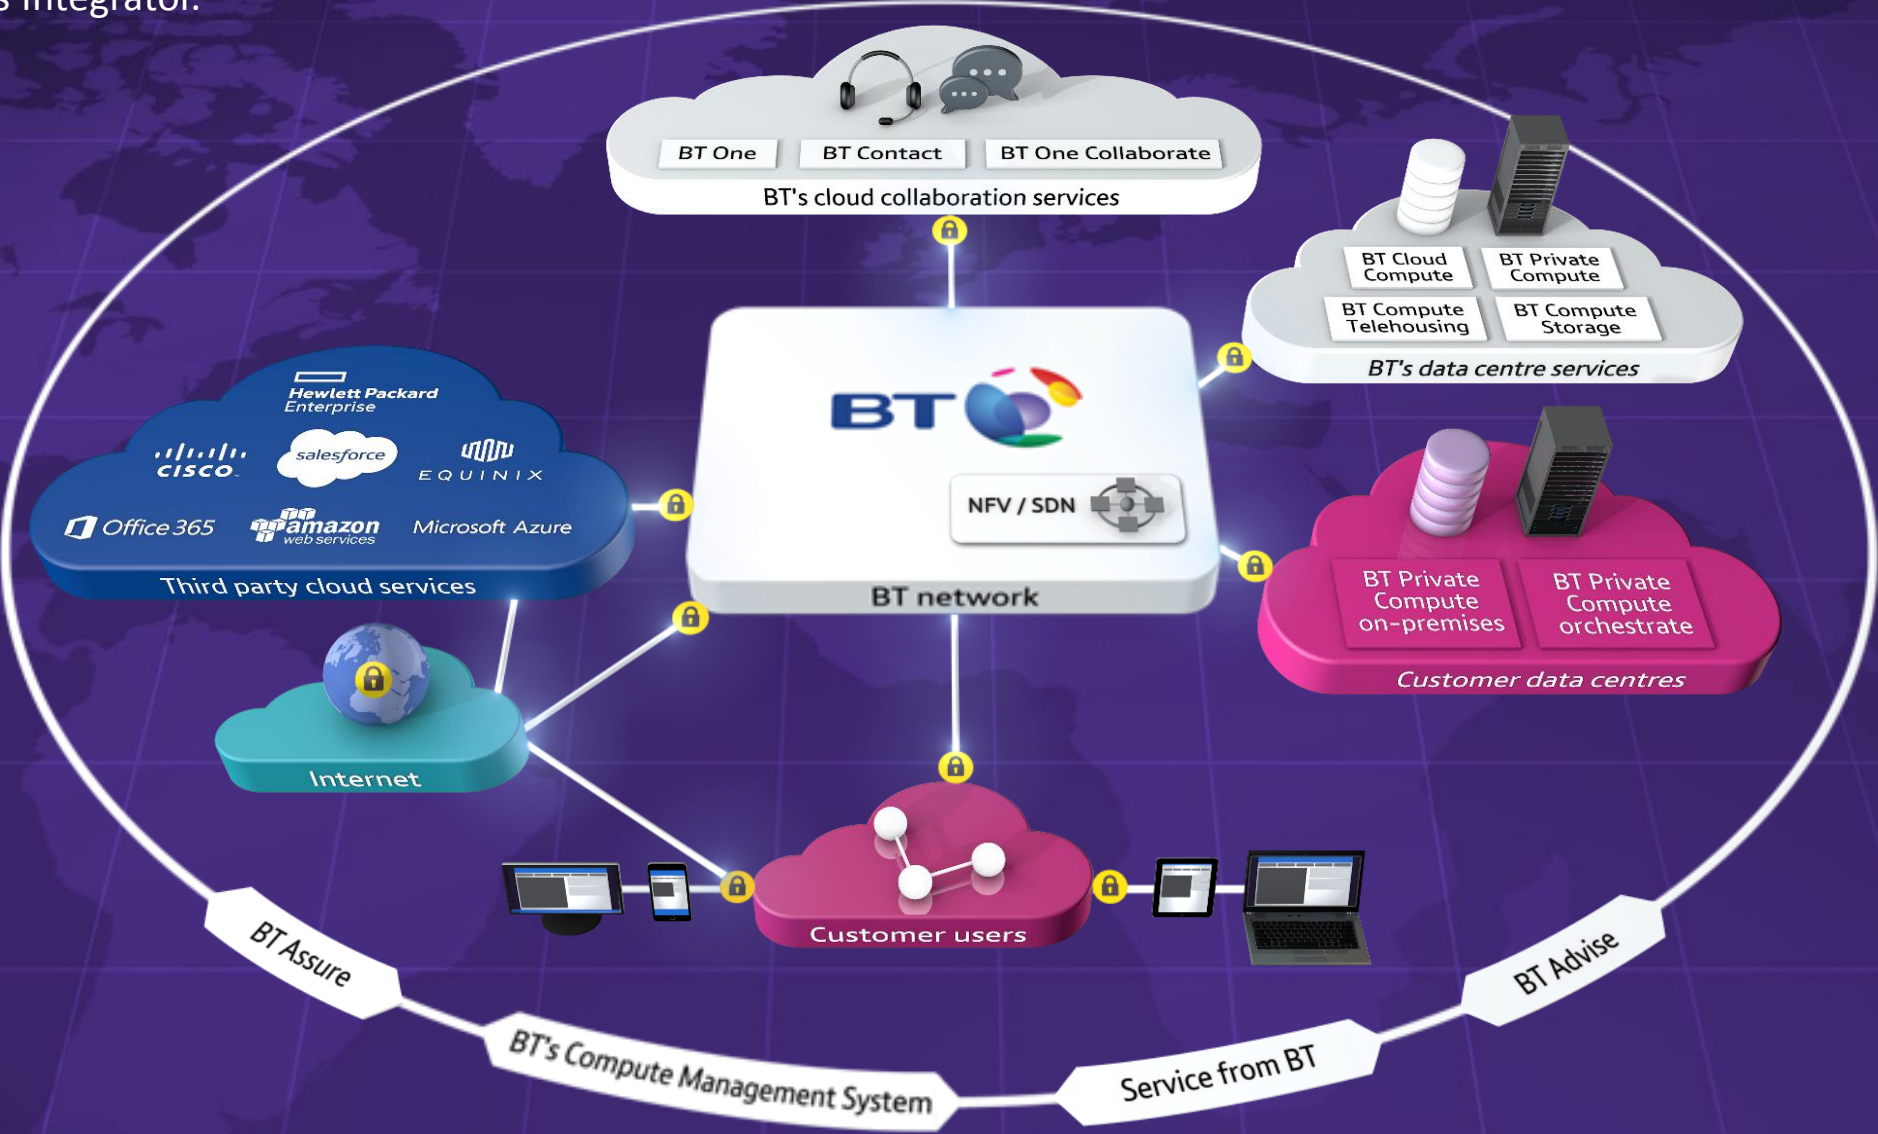 s integrator.
BT One
BT Contact
BT One Collaborate
BT's cloud collaboration services
BT Cloud
Compute
BT Private
Compute
BT Compute
Telehousing
BT Compute
Storage
BT's data centre services
BT
NFV / SDN
BT network
Hewlett Packard
Enterprise
CISCO
salesforce
EQUINIX
Office 365
amazon
web services
Microsoft Azure
Third party cloud services
BT Private
Compute
on-premises
BT Private
Compute
orchestrate
Customer data centres
Internet
Customer users
BT Assure
BT's Compute Management System
Service from BT
BT Advise